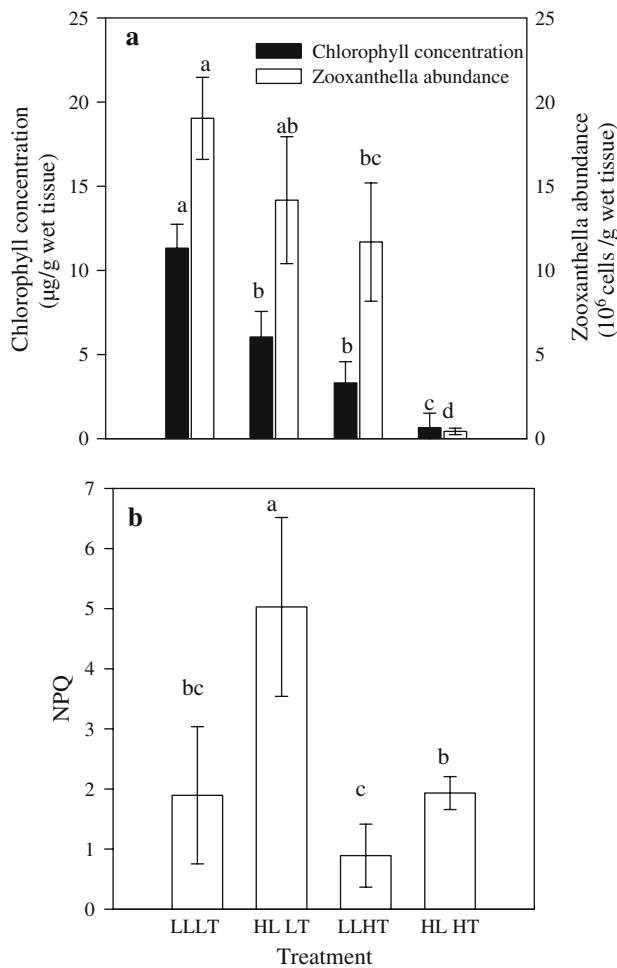 a
Chlorophyll concentration
Zooxanthella abundance
25
20
15
10
5
0
Chlorophyll concentration
(µg/g wet tissue)
25
20
15
10
5
0
Zooxanthella abundance
(10⁶ cells /g wet tissue)
a
a
b
ab
b
bc
c
d
b
7
6
5
4
3
2
1
0
NPQ
bc
a
c
b
LLLT
HL LT
LLHT
HL HT
Treatment